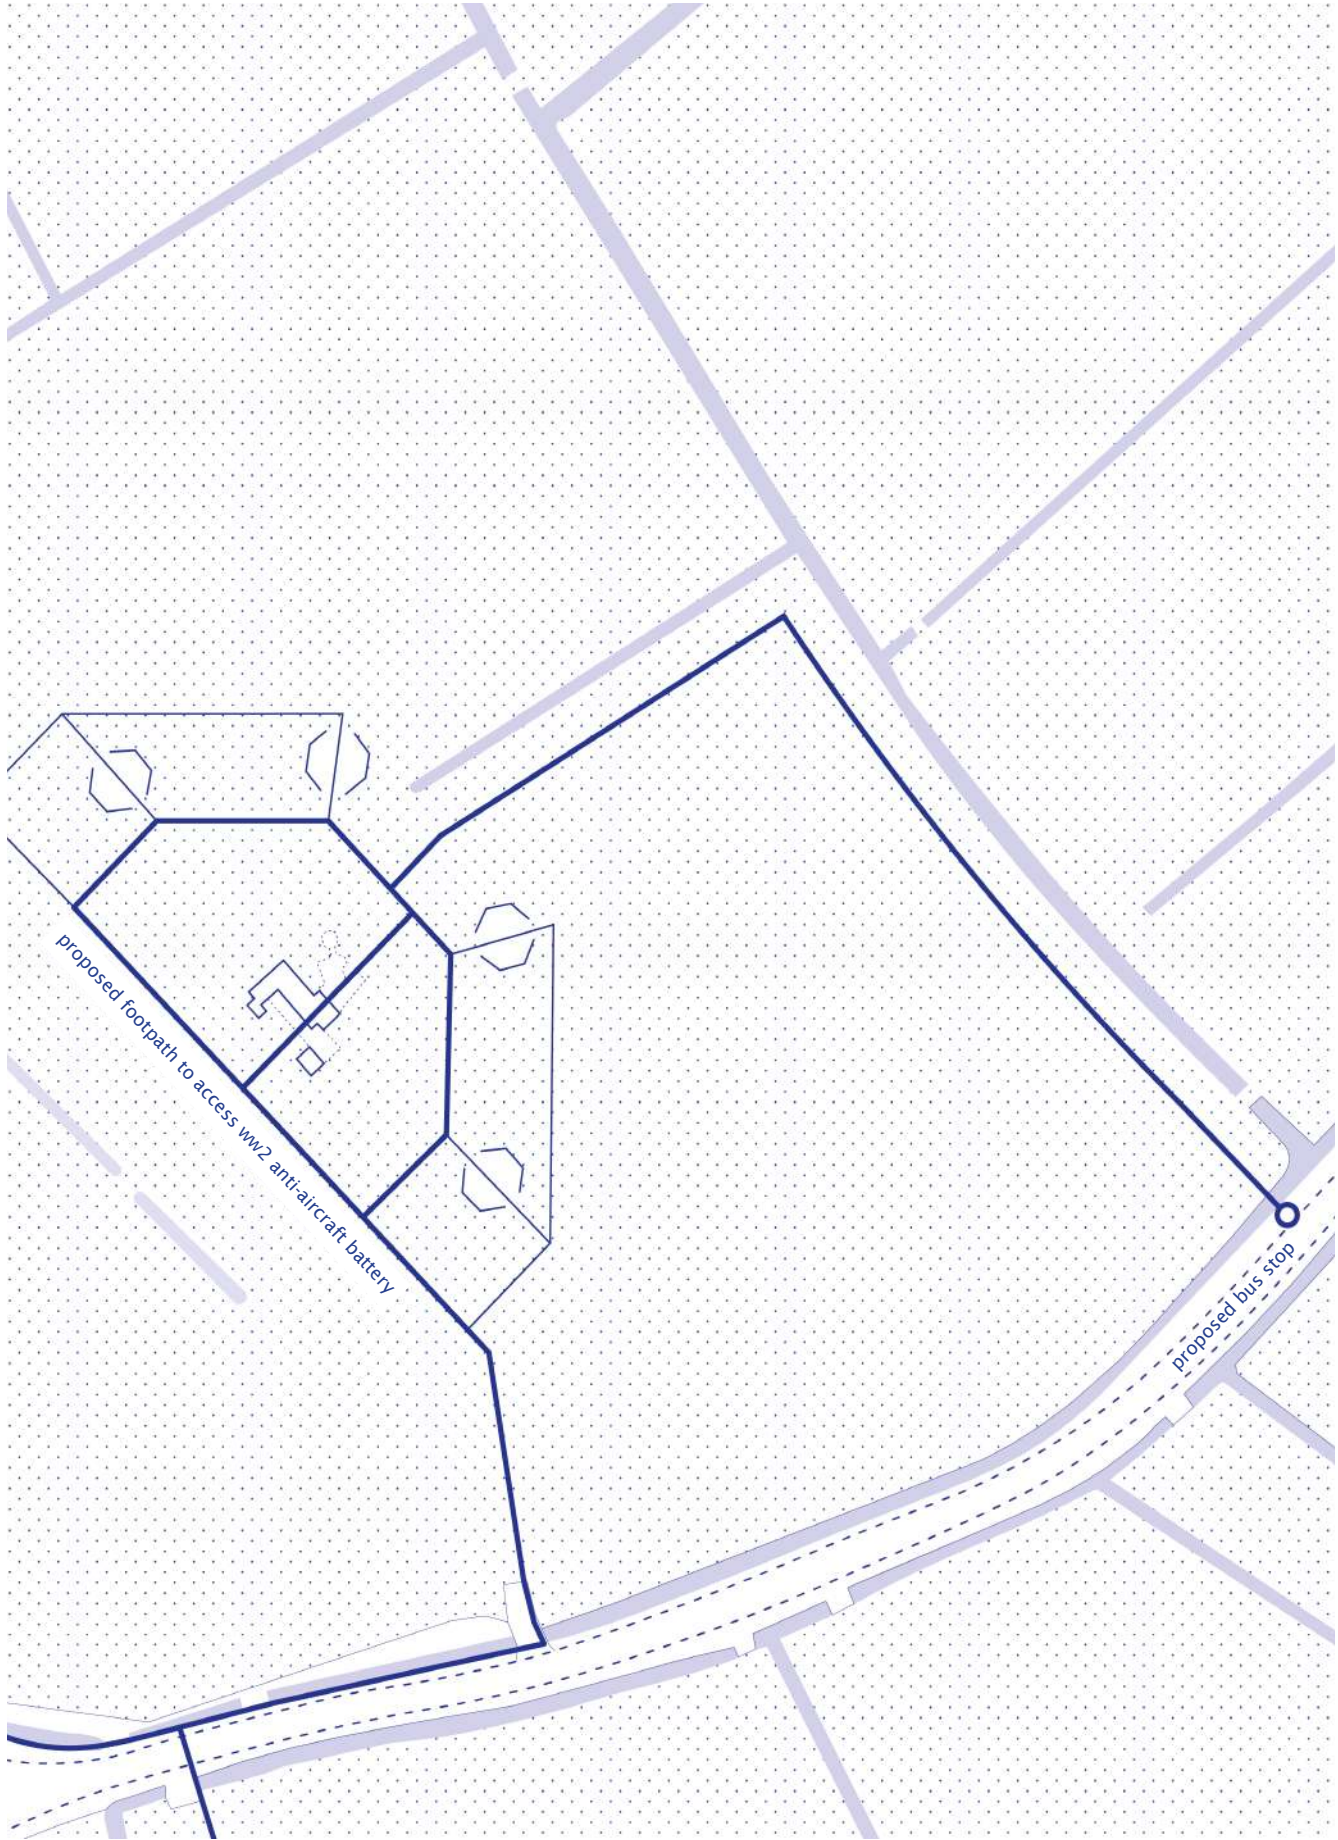 proposed footpath to access ww2 anti-aircraft battery
proposed bus stop